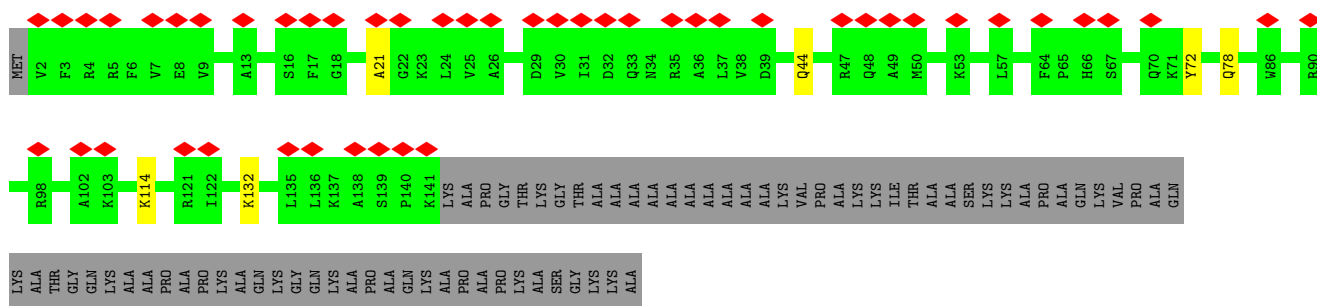 MET V2 F3 R4 R5 F6 V7 E8 V9 A13 S16 F17 G18 A21 G22 K23 L24 V25 A26 D29 V30 I31 D32 Q33 N34 R35 A36 L37 V38 D39 Q44 R47 Q48 A49 M50 K53 L57 F64 P65 H66 S67 Q70 K71 Y72 Q78 W86 R90
R98 A102 K103 K114 R121 I122 K132 L135 L136 K137 A138 S139 P140 K141 LYS ALA PRO GLY THR LYS GLY THR ALA ALA ALA ALA ALA ALA ALA ALA ALA LYS VAL PRO ALA LYS LYS ILE THR ALA ALA SER LYS LYS ALA PRO ALA GLN LYS VAL PRO ALA GLN
LYS ALA THR GLY GLN LYS ALA ALA PRO ALA PRO LYS ALA GLN LYS GLY GLN LYS ALA PRO ALA GLN LYS ALA PRO ALA PRO LYS ALA SER GLY LYS LYS ALA